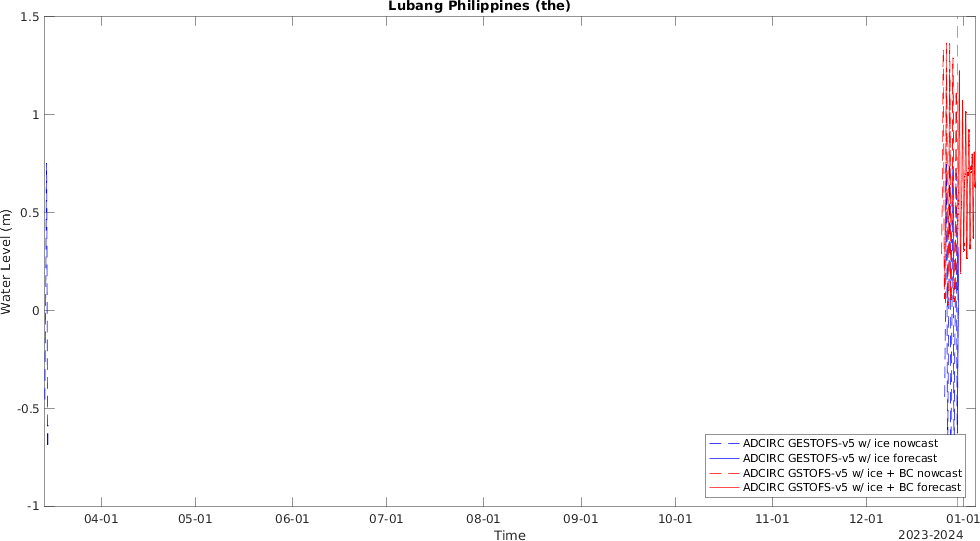 Lubang Philippines (the)
Water Level (m)
1.5
1
0.5
0
-0.5
-1
ADCIRC GESTOFS-v5 w/ ice nowcast
ADCIRC GESTOFS-v5 w/ ice forecast
ADCIRC GSTOFS-v5 w/ ice + BC nowcast
ADCIRC GSTOFS-v5 w/ ice + BC forecast
04-01 05-01 06-01 07-01 08-01 09-01 10-01 11-01 12-01 01-01
Time
2023-2024